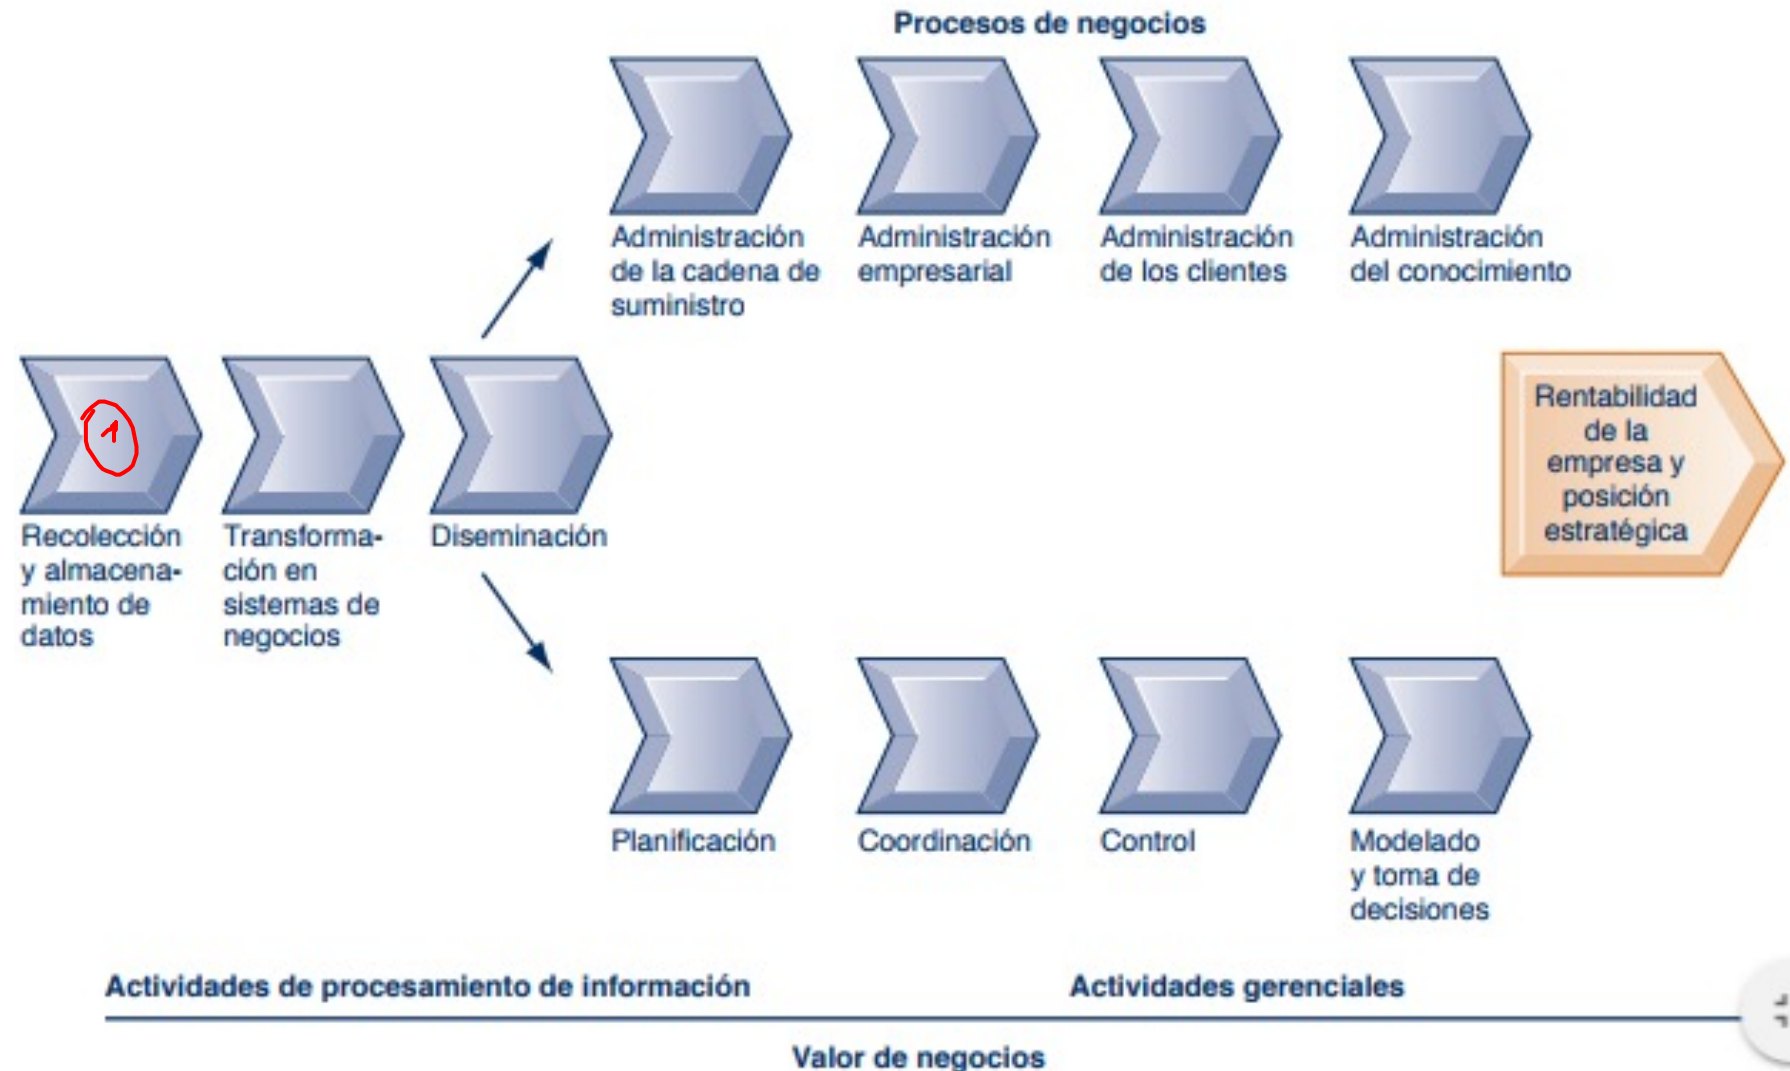 Procesos de negocios
Administración
de la cadena de
suministro
Administración
empresarial
Administración
de los clientes
Administración
del conocimiento
1
Recolección
y almacena-
miento de
datos
Transforma-
ción en
sistemas de
negocios
Diseminación
Rentabilidad
de la
empresa y
posición
estratégica
Planificación
Coordinación
Control
Modelado
y toma de
decisiones
Actividades de procesamiento de información
Actividades gerenciales
Valor de negocios